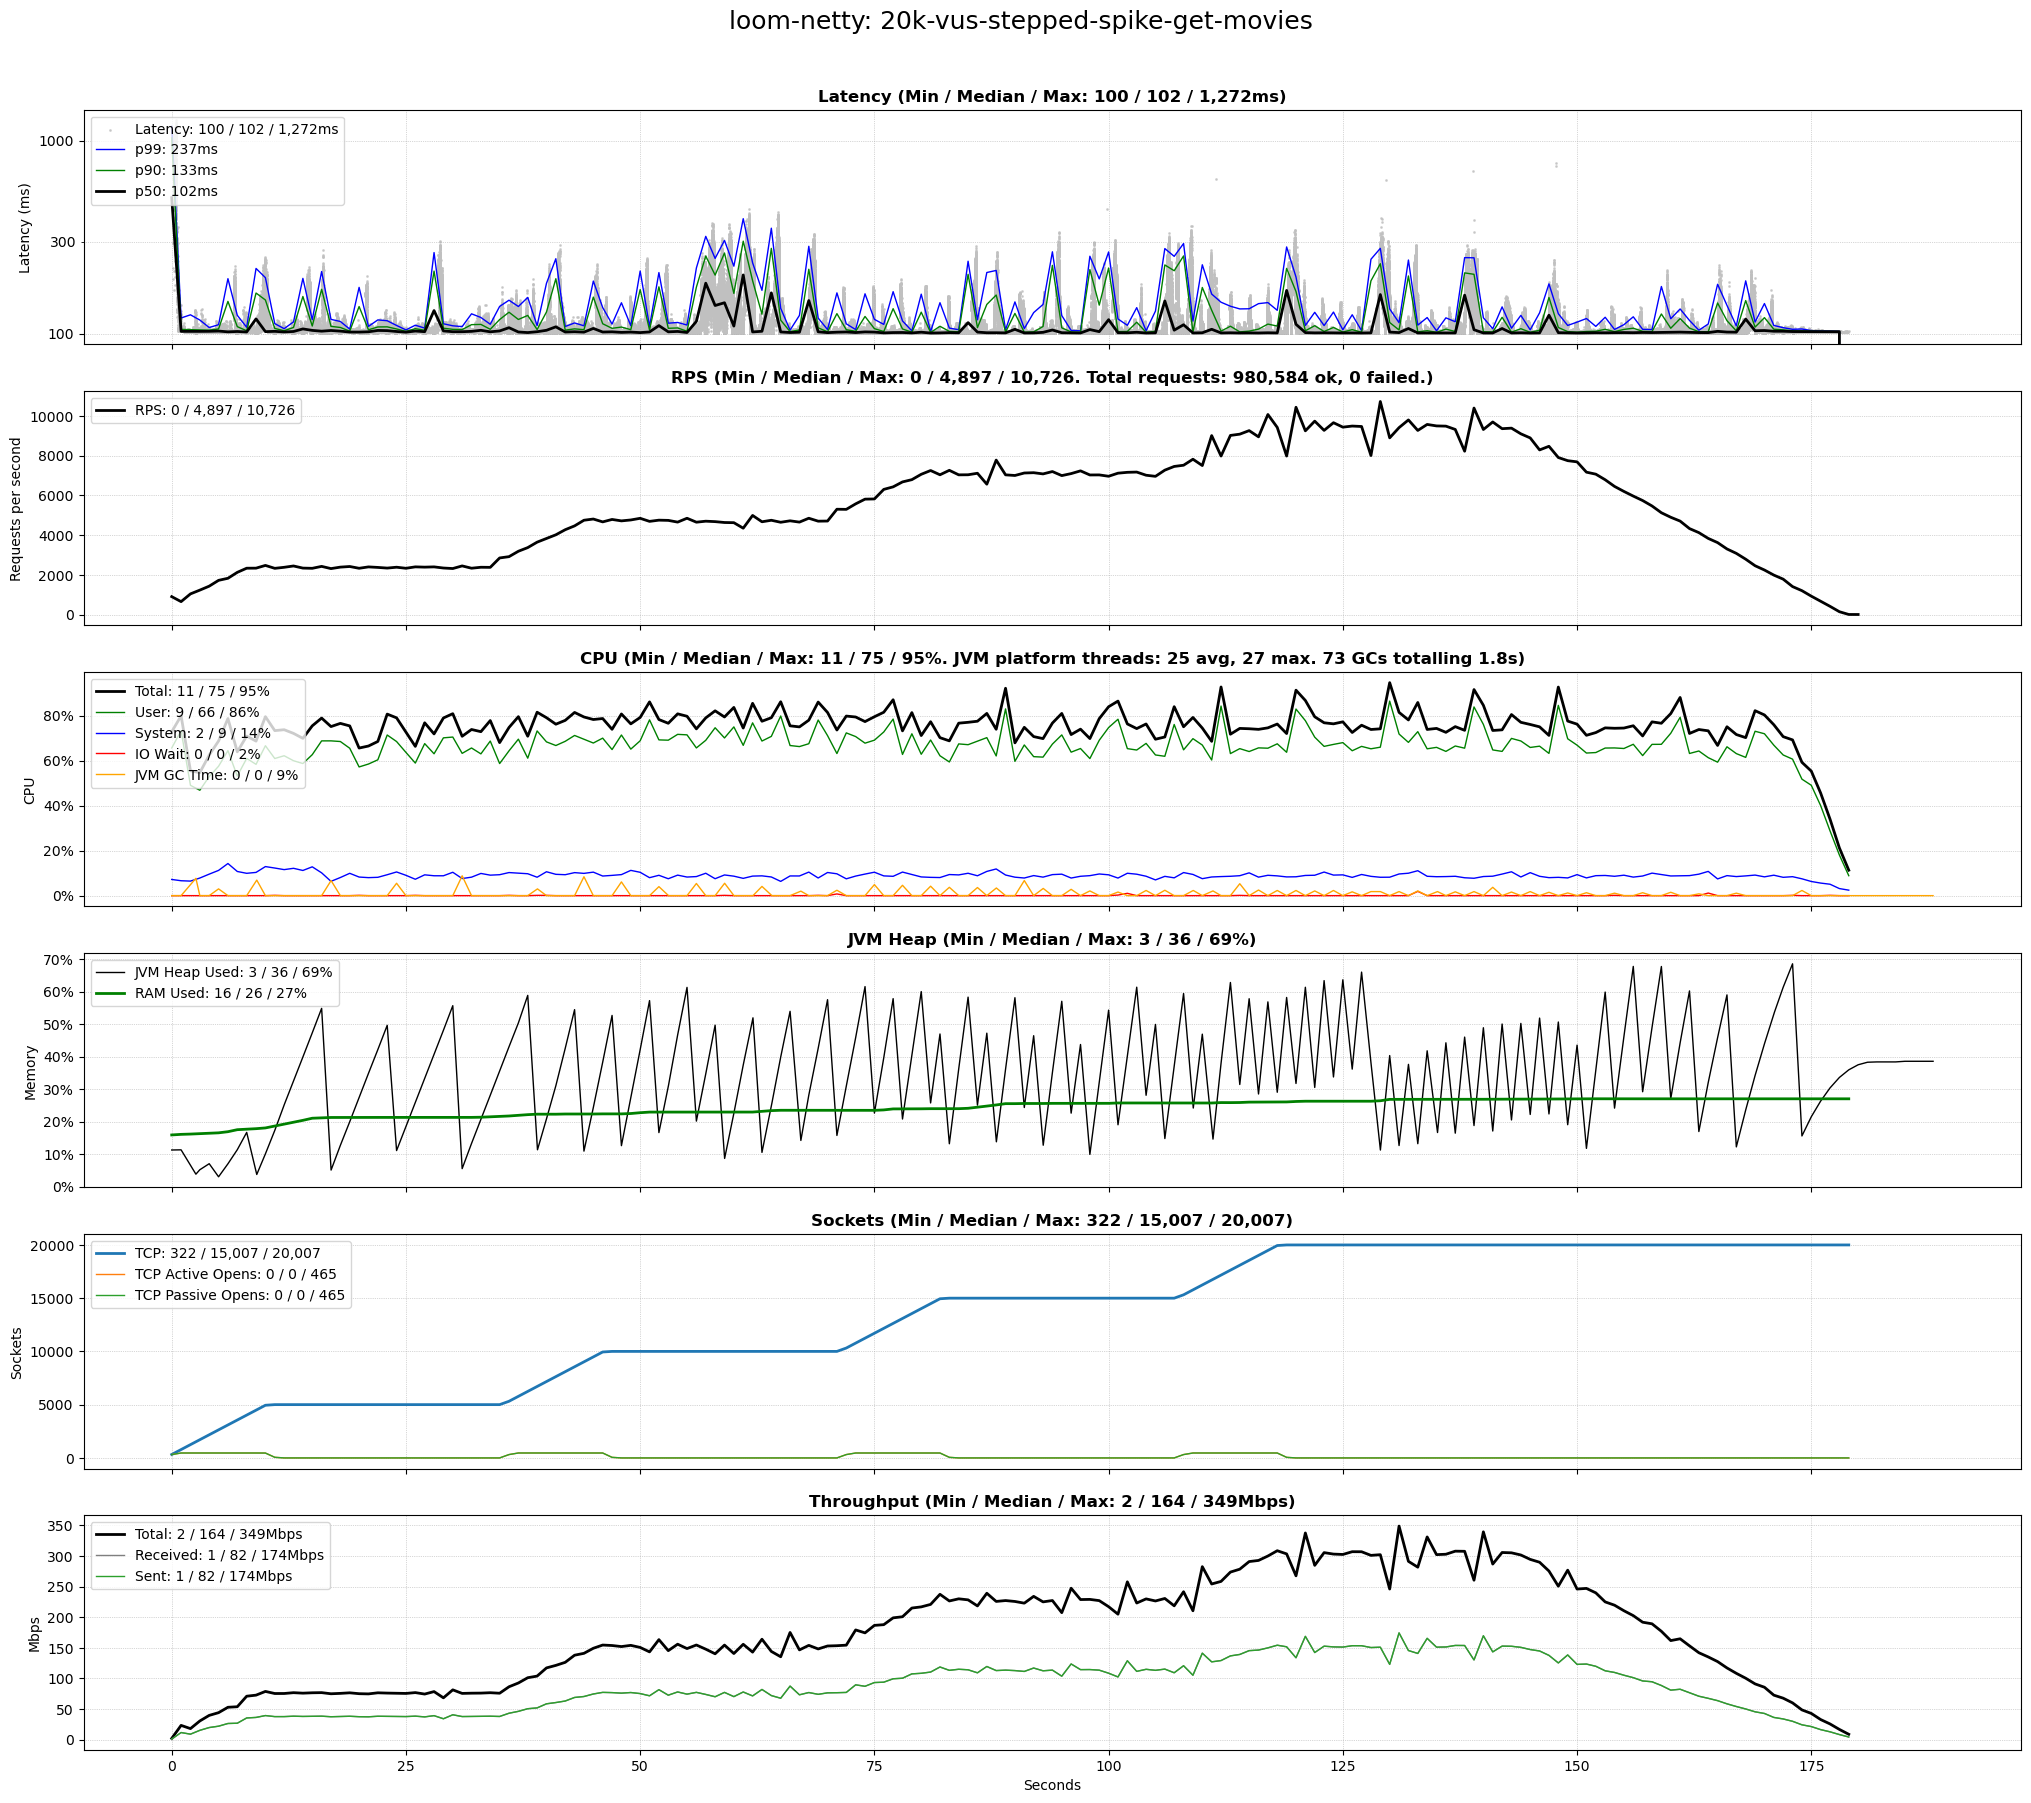 loom-netty: 20k-vus-stepped-spike-get-movies
Latency (Min / Median / Max: 100 / 102 / 1,272ms)
Latency (ms)
1000
300
100
Latency: 100 / 102 / 1,272ms
p99: 237ms
p90: 133ms
p50: 102ms
RPS (Min / Median / Max: 0 / 4,897 / 10,726. Total requests: 980,584 ok, 0 failed.)
Requests per second
10000
8000
6000
4000
2000
0
RPS: 0 / 4,897 / 10,726
CPU (Min / Median / Max: 11 / 75 / 95%. JVM platform threads: 25 avg, 27 max. 73 GCs totalling 1.8s)
CPU
80%
60%
40%
20%
0%
Total: 11 / 75 / 95%
User: 9 / 66 / 86%
System: 2 / 9 / 14%
IO Wait: 0 / 0 / 2%
JVM GC Time: 0 / 0 / 9%
JVM Heap (Min / Median / Max: 3 / 36 / 69%)
Memory
70%
60%
50%
40%
30%
20%
10%
0%
JVM Heap Used: 3 / 36 / 69%
RAM Used: 16 / 26 / 27%
Sockets (Min / Median / Max: 322 / 15,007 / 20,007)
Sockets
20000
15000
10000
5000
0
TCP: 322 / 15,007 / 20,007
TCP Active Opens: 0 / 0 / 465
TCP Passive Opens: 0 / 0 / 465
Throughput (Min / Median / Max: 2 / 164 / 349Mbps)
Mbps
350
300
250
200
150
100
50
0
Total: 2 / 164 / 349Mbps
Received: 1 / 82 / 174Mbps
Sent: 1 / 82 / 174Mbps
0 25 50 75 100 125 150 175
Seconds